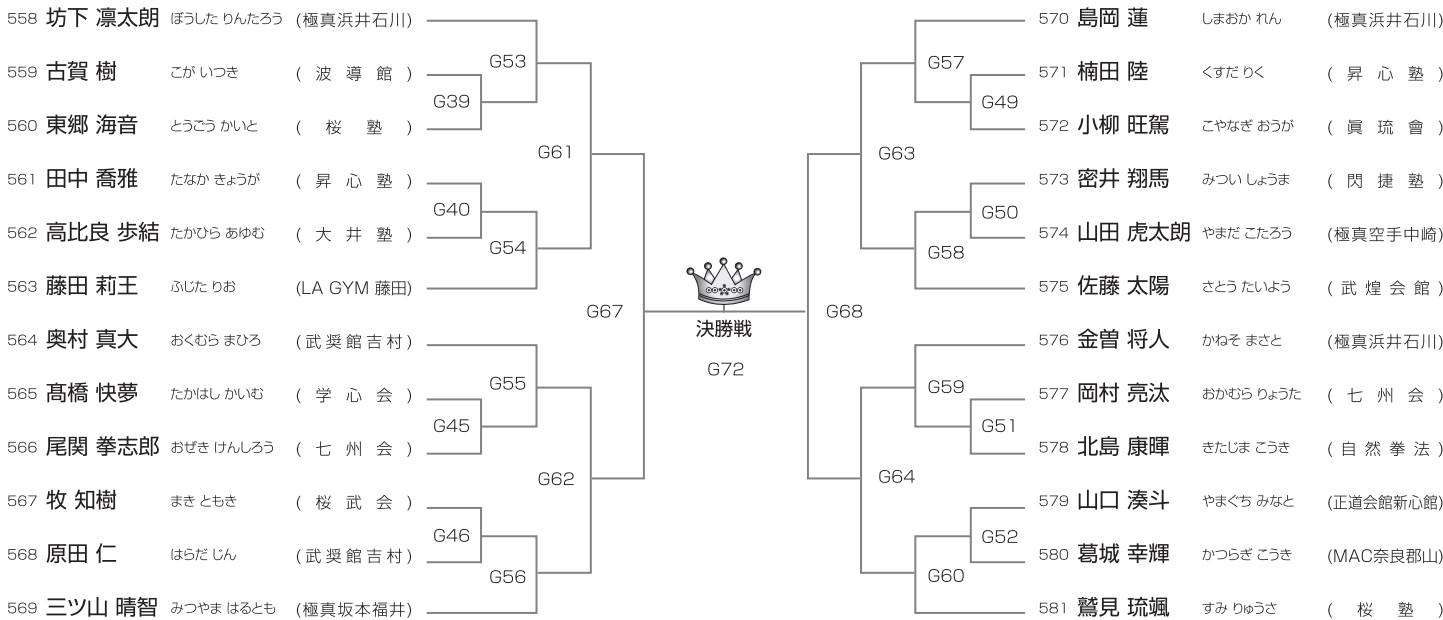 558 坊下 凛太朗 ぼうした りんたろう (極真浜井石川)
559 古賀 樹 こが いつき (波導館)
560 東郷 海音 とうごう かいと (桜塾)
561 田中 喬雅 たなか きょうが (昇心塾)
562 高比良 歩結 たかひら あゆむ (大井塾)
563 藤田 莉王 ふじた りお (LA GYM 藤田)
564 奥村 真大 おくむら まひろ (武奨館吉村)
565 髙橋 快夢 たかはし かいむ (学心会)
566 尾関 拳志郎 おぜき けんしろう (七州会)
567 牧 知樹 まき ともき (桜武会)
568 原田 仁 はらだ じん (武奨館吉村)
569 三ツ山 晴智 みつやま はるとも (極真坂本福井)
G39
G40
G45
G46
G53
G54
G55
G56
G61
G62
G67
決勝戦
G72
G68
G63
G64
G57
G58
G59
G60
G49
G50
G51
G52
570 島岡 蓮 しまおか れん (極真浜井石川)
571 楠田 陸 くすだ りく (昇心塾)
572 小柳 旺駕 こやなぎ おうが (眞琉會)
573 密井 翔馬 みつい しょうま (閃捷塾)
574 山田 虎太朗 やまだ こたろう (極真空手中崎)
575 佐藤 太陽 さとう たいよう (武煌会館)
576 金曽 将人 かねそ まさと (極真浜井石川)
577 岡村 亮汰 おかむら りょうた (七州会)
578 北島 康暉 きたじま こうき (自然拳法)
579 山口 湊斗 やまぐち みなと (正道会館新心館)
580 葛城 幸輝 かつらぎ こうき (MAC奈良郡山)
581 鷲見 琉颯 すみ りゅうさ (桜塾)